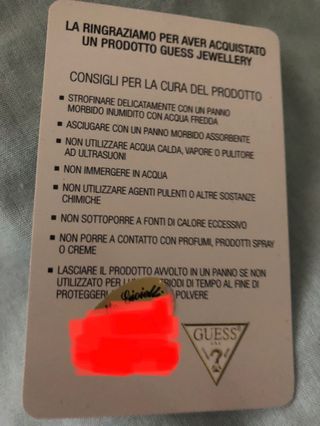 LA RINGRAZIAMO PER AVER ACQUISTATO
UN PRODOTTO GUESS JEWELLERY
CONSIGLI PER LA CURA DEL PRODOTTO
▪ STROFINARE DELICATAMENTE CON UN PANNO
MORBIDO INUMIDITO CON ACQUA FREDDA
▪ ASCIUGARE CON UN PANNO MORBIDO ASSORBENTE
▪ NON UTILIZZARE ACQUA CALDA, VAPORE O PULITORE
AD ULTRASUONI
▪ NON IMMERGERE IN ACQUA
▪ NON UTILIZZARE AGENTI PULENTI O ALTRE SOSTANZE
CHIMICHE
▪ NON SOTTOPORRE A FONTI DI CALORE ECCESSIVO
▪ NON PORRE A CONTATTO CON PROFUMI, PRODOTTI SPRAY
O CREME
▪ LASCIARE IL PRODOTTO AVVOLTO IN UN PANNO SE NON
UTILIZZATO PER DI TEMPO AL FINE DI
POLVERE
GUESS
?